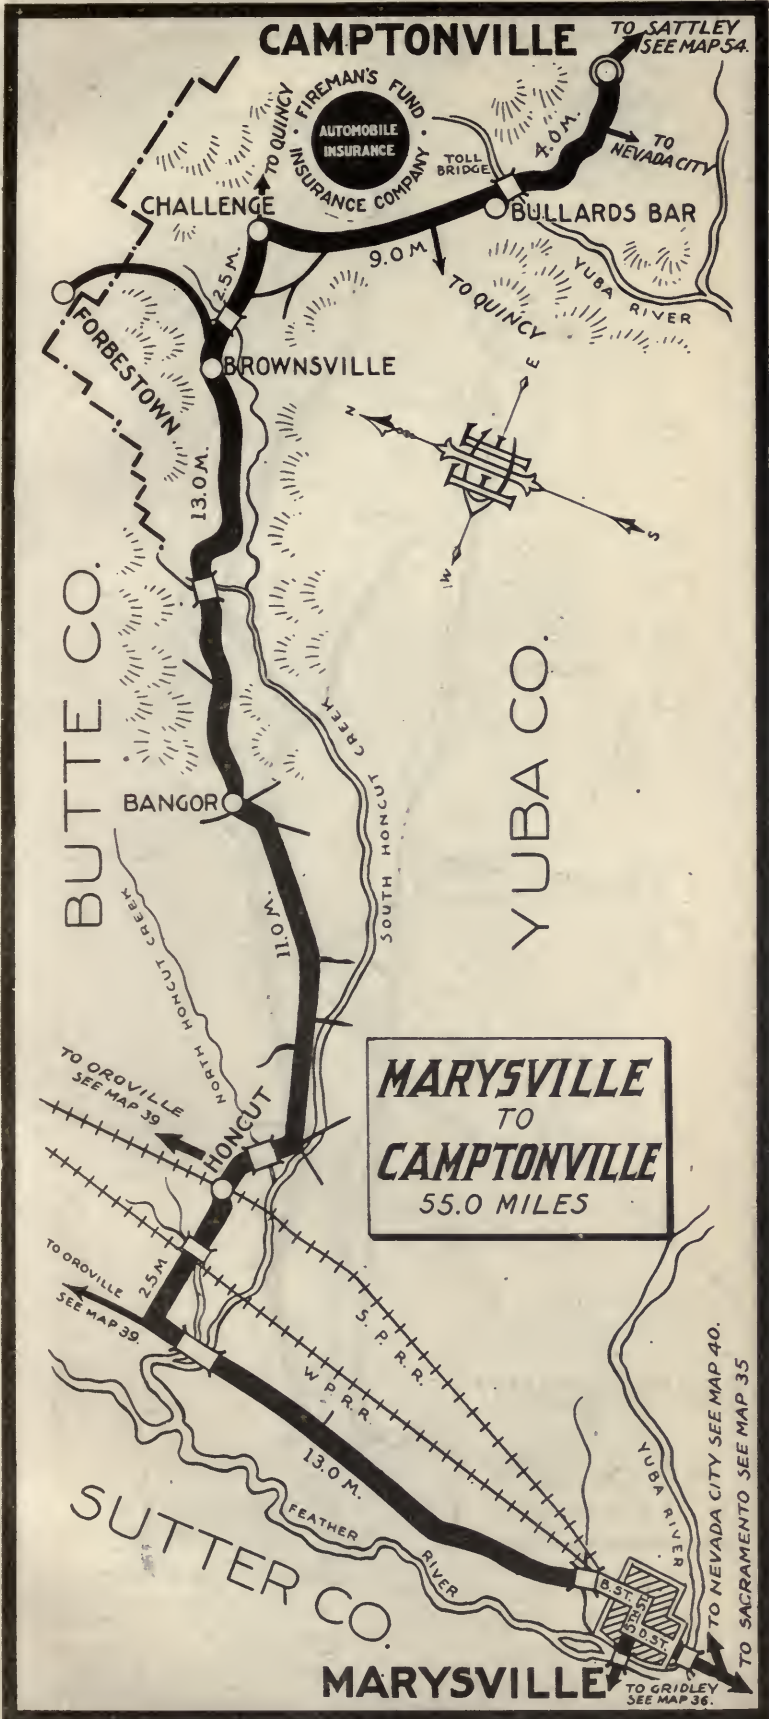 CAMPTONVILLE
TO SATTLEY
SEE MAP 54.
TO QUINCY
FIREMAN'S FUND
AUTOMOBILE
INSURANCE
INSURANCE COMPANY
4.0 M.
TO
NEVADA CITY
TOLL
BRIDGE
CHALLENGE
BULLARDS BAR
9.0 M
2.5 M.
TO QUINCY
YUBA RIVER
FORBESTOWN
BROWNSVILLE
N
E
S
W
13.0 M.
BUTTE CO.
YUBA CO.
SOUTH HONCUT CREEK
BANGOR
11.0 M.
NORTH HONCUT CREEK
TO OROVILLE
SEE MAP 39
HONCUT
MARYSVILLE
TO
CAMPTONVILLE
55.0 MILES
TO OROVILLE
SEE MAP 39.
2.5 M
S. P. R. R.
W. P. R. R.
13.0 M.
SUTTER CO.
FEATHER RIVER
YUBA RIVER
TO NEVADA CITY SEE MAP 40.
TO SACRAMENTO SEE MAP 35
B. ST.
5TH ST.
D. ST.
MARYSVILLE
TO GRIDLEY
SEE MAP 36.